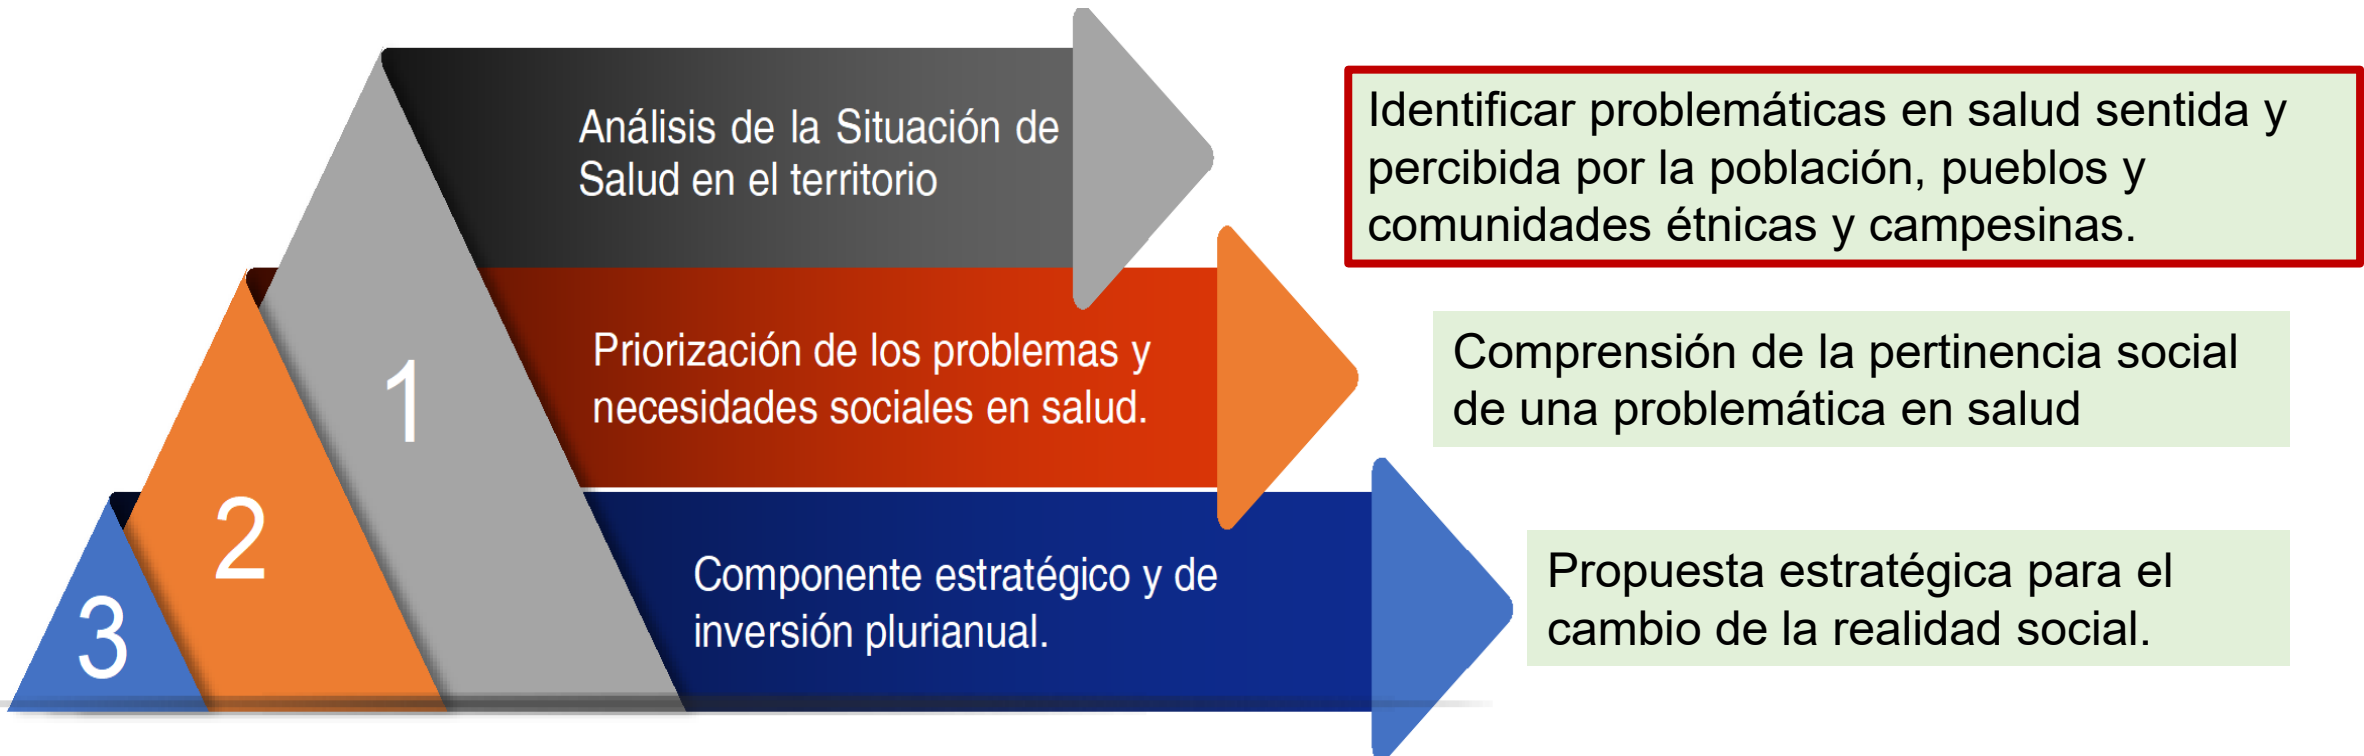 Análisis de la Situación de
Salud en el territorio
Identificar problemáticas en salud sentida y
percibida por la población, pueblos y
comunidades étnicas y campesinas.
1
Priorización de los problemas y
necesidades sociales en salud.
Comprensión de la pertinencia social
de una problemática en salud
2
Componente estratégico y de
inversión plurianual.
Propuesta estratégica para el
cambio de la realidad social.
3